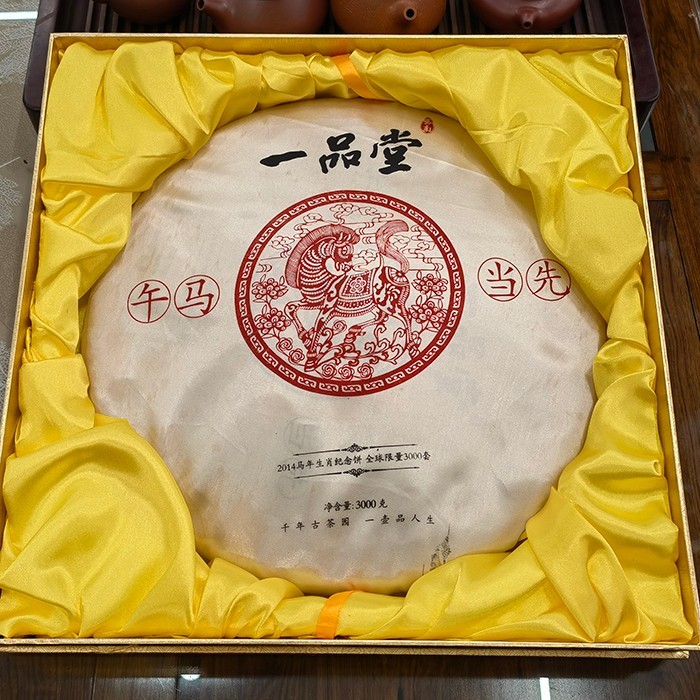 一品堂
午马
当先
2014马年生肖纪念饼 全球限量3000套
净含量:3000克
千年古茶园 一壶品人生